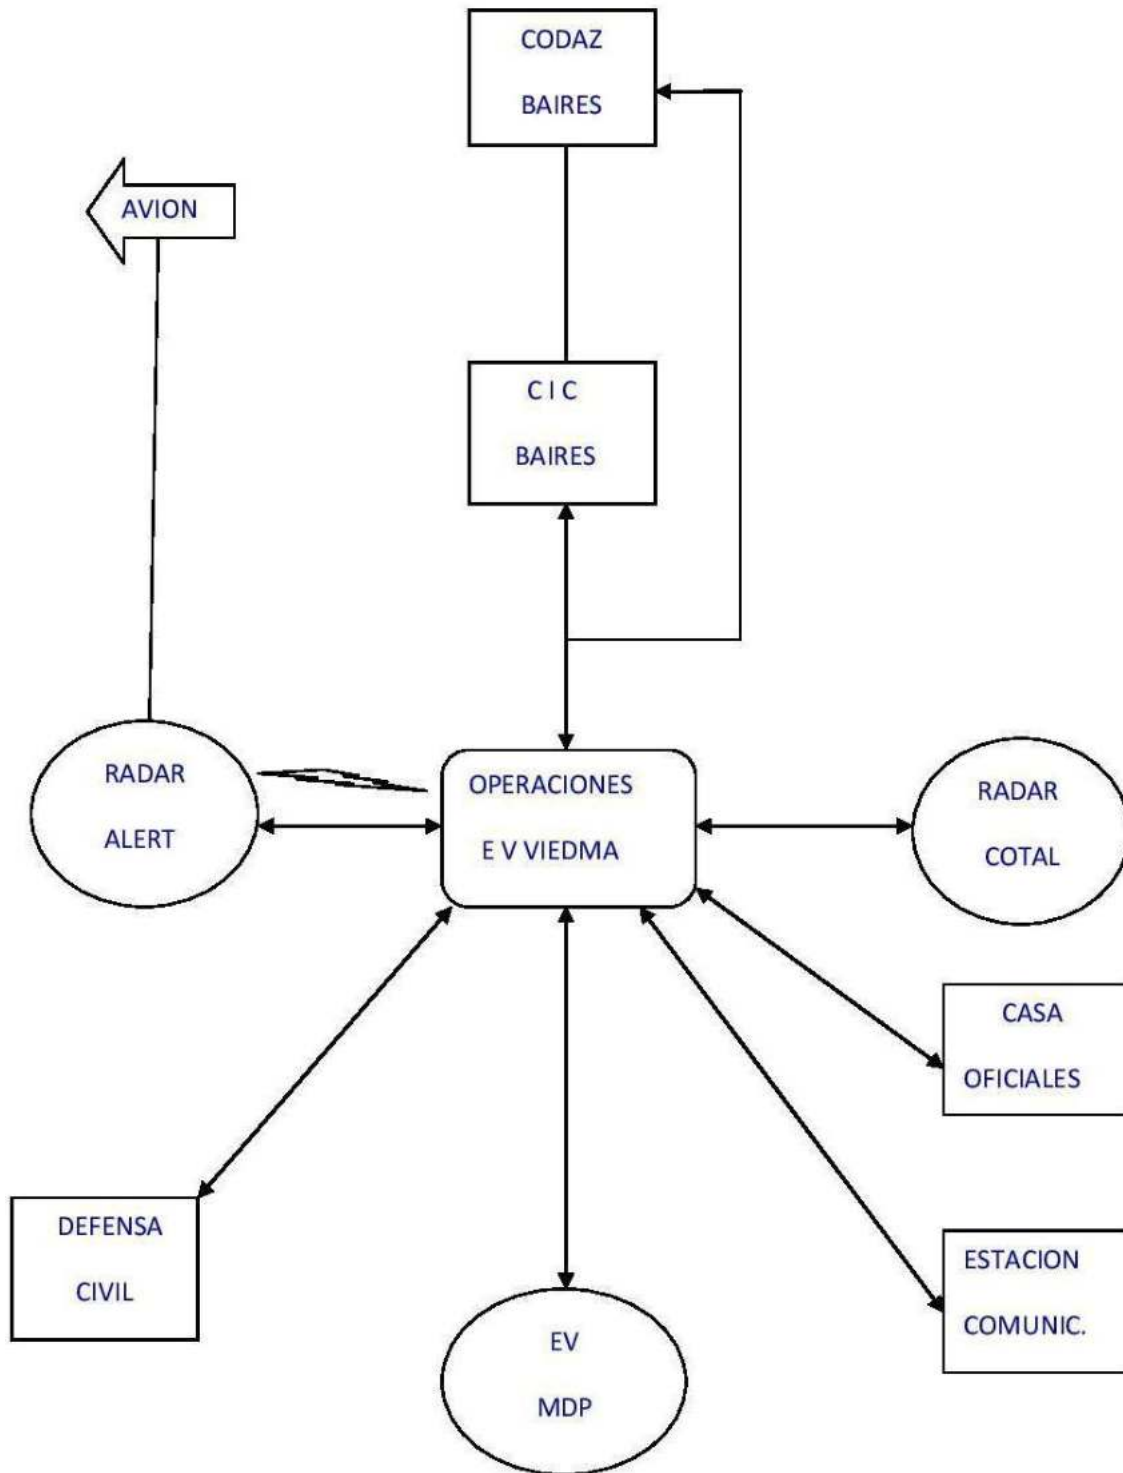 CODAZ
BAIRES
AVION
C I C
BAIRES
RADAR
ALERT
OPERACIONES
E V VIEDMA
RADAR
COTAL
CASA
OFICIALES
DEFENSA
CIVIL
ESTACION
COMUNIC.
EV
MDP